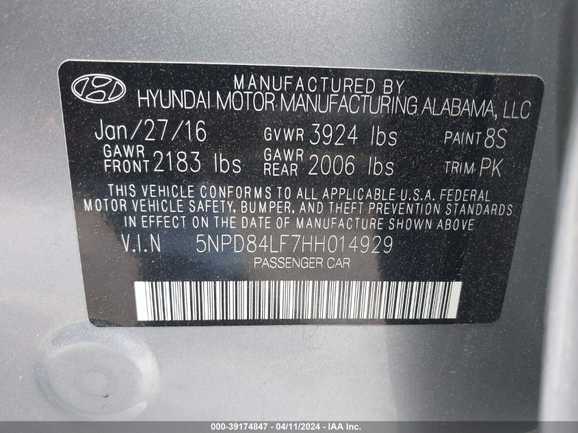 MANUFACTURED BY
HYUNDAI MOTOR MANUFACTURING ALABAMA, LLC
Jan/27/16 GVWR 3924 lbs PAINT 8S
GAWR FRONT 2183 lbs GAWR REAR 2006 lbs TRIM PK
THIS VEHICLE CONFORMS TO ALL APPLICABLE U.S.A. FEDERAL
MOTOR VEHICLE SAFETY, BUMPER, AND THEFT PREVENTION STANDARDS
IN EFFECT ON THE DATE OF MANUFACTURE SHOWN ABOVE.
V.I.N 5NPD84LF7HH014929
PASSENGER CAR
000-39174847 - 04/11/2024 - IAA Inc.